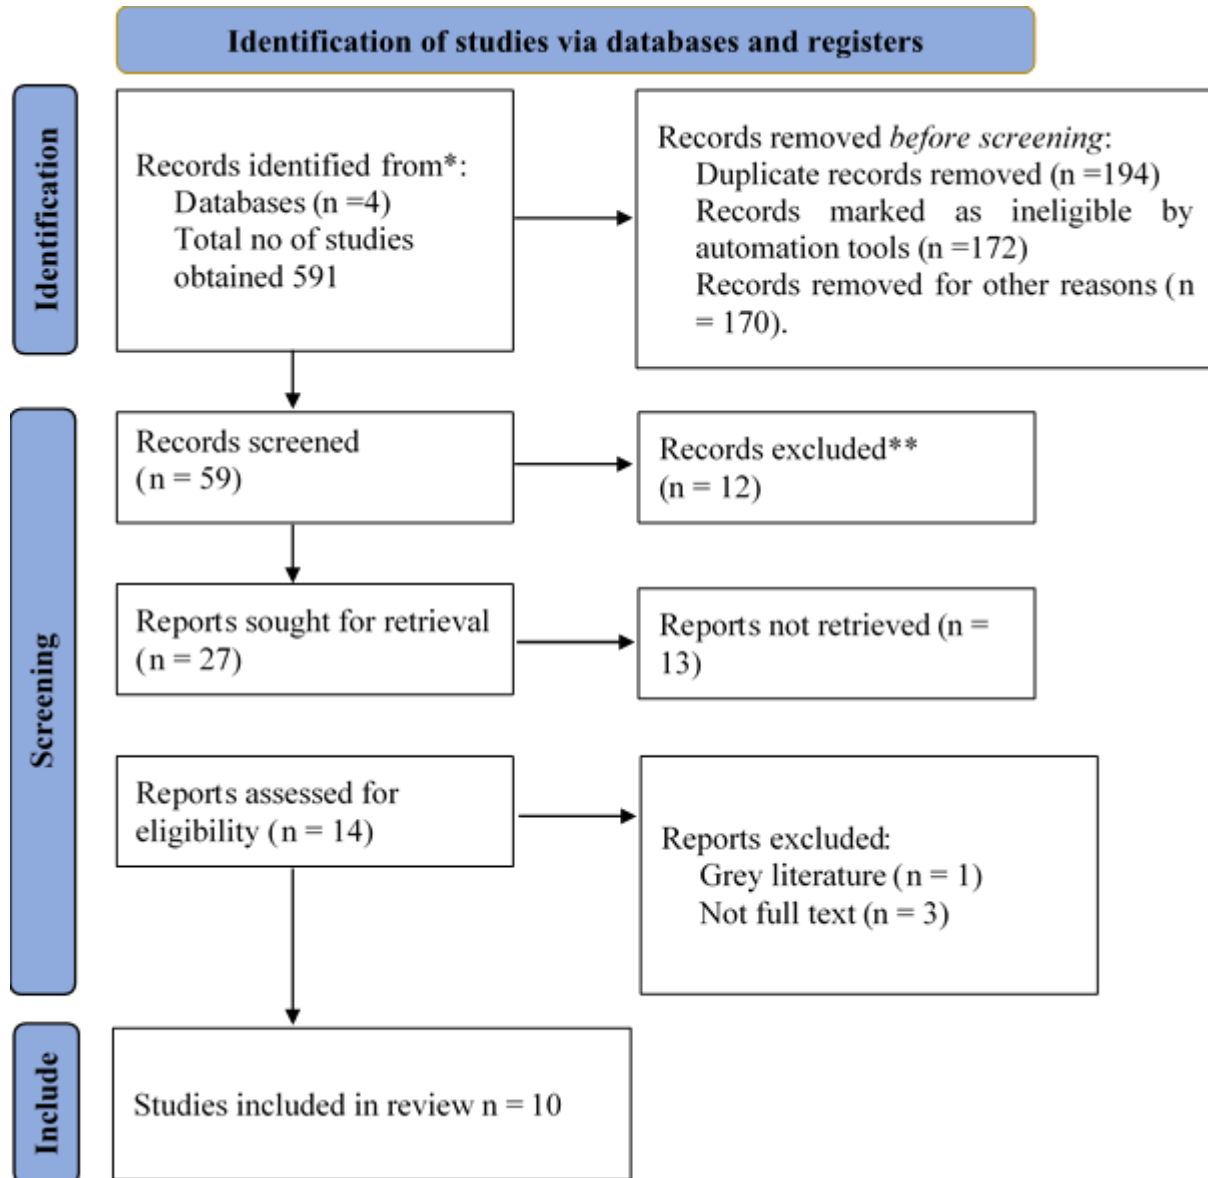 Identification of studies via databases and registers
Identification
Records identified from*:
Databases (n =4)
Total no of studies
obtained 591
Records removed before screening:
Duplicate records removed (n =194)
Records marked as ineligible by
automation tools (n =172)
Records removed for other reasons (n
= 170).
Screening
Records screened
(n = 59)
Records excluded**
(n = 12)
Reports sought for retrieval
(n = 27)
Reports not retrieved (n =
13)
Reports assessed for
eligibility (n = 14)
Reports excluded:
Grey literature (n = 1)
Not full text (n = 3)
Include
Studies included in review n = 10